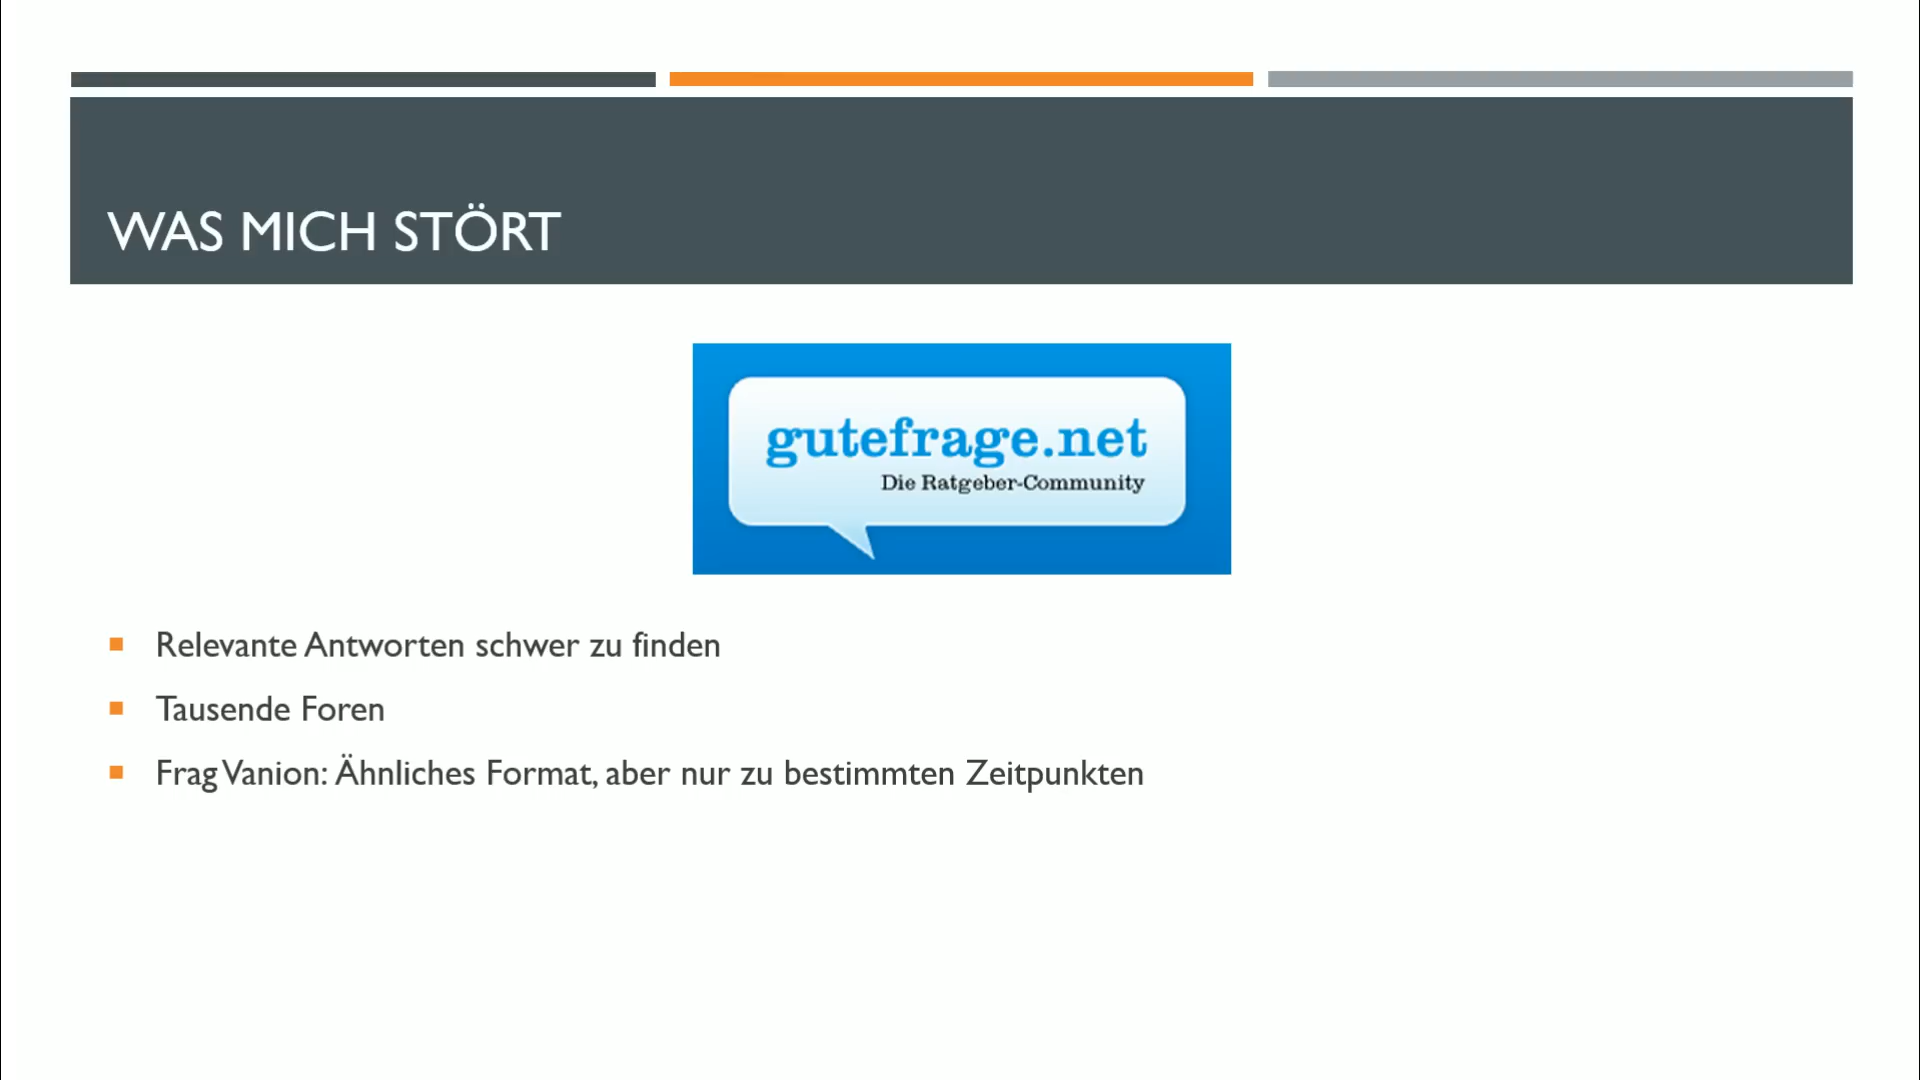 WAS MICH STÖRT
gutefrage.net
Die Ratgeber-Community
Relevante Antworten schwer zu finden
Tausende Foren
Frag Vanion: Ähnliches Format, aber nur zu bestimmten Zeitpunkten